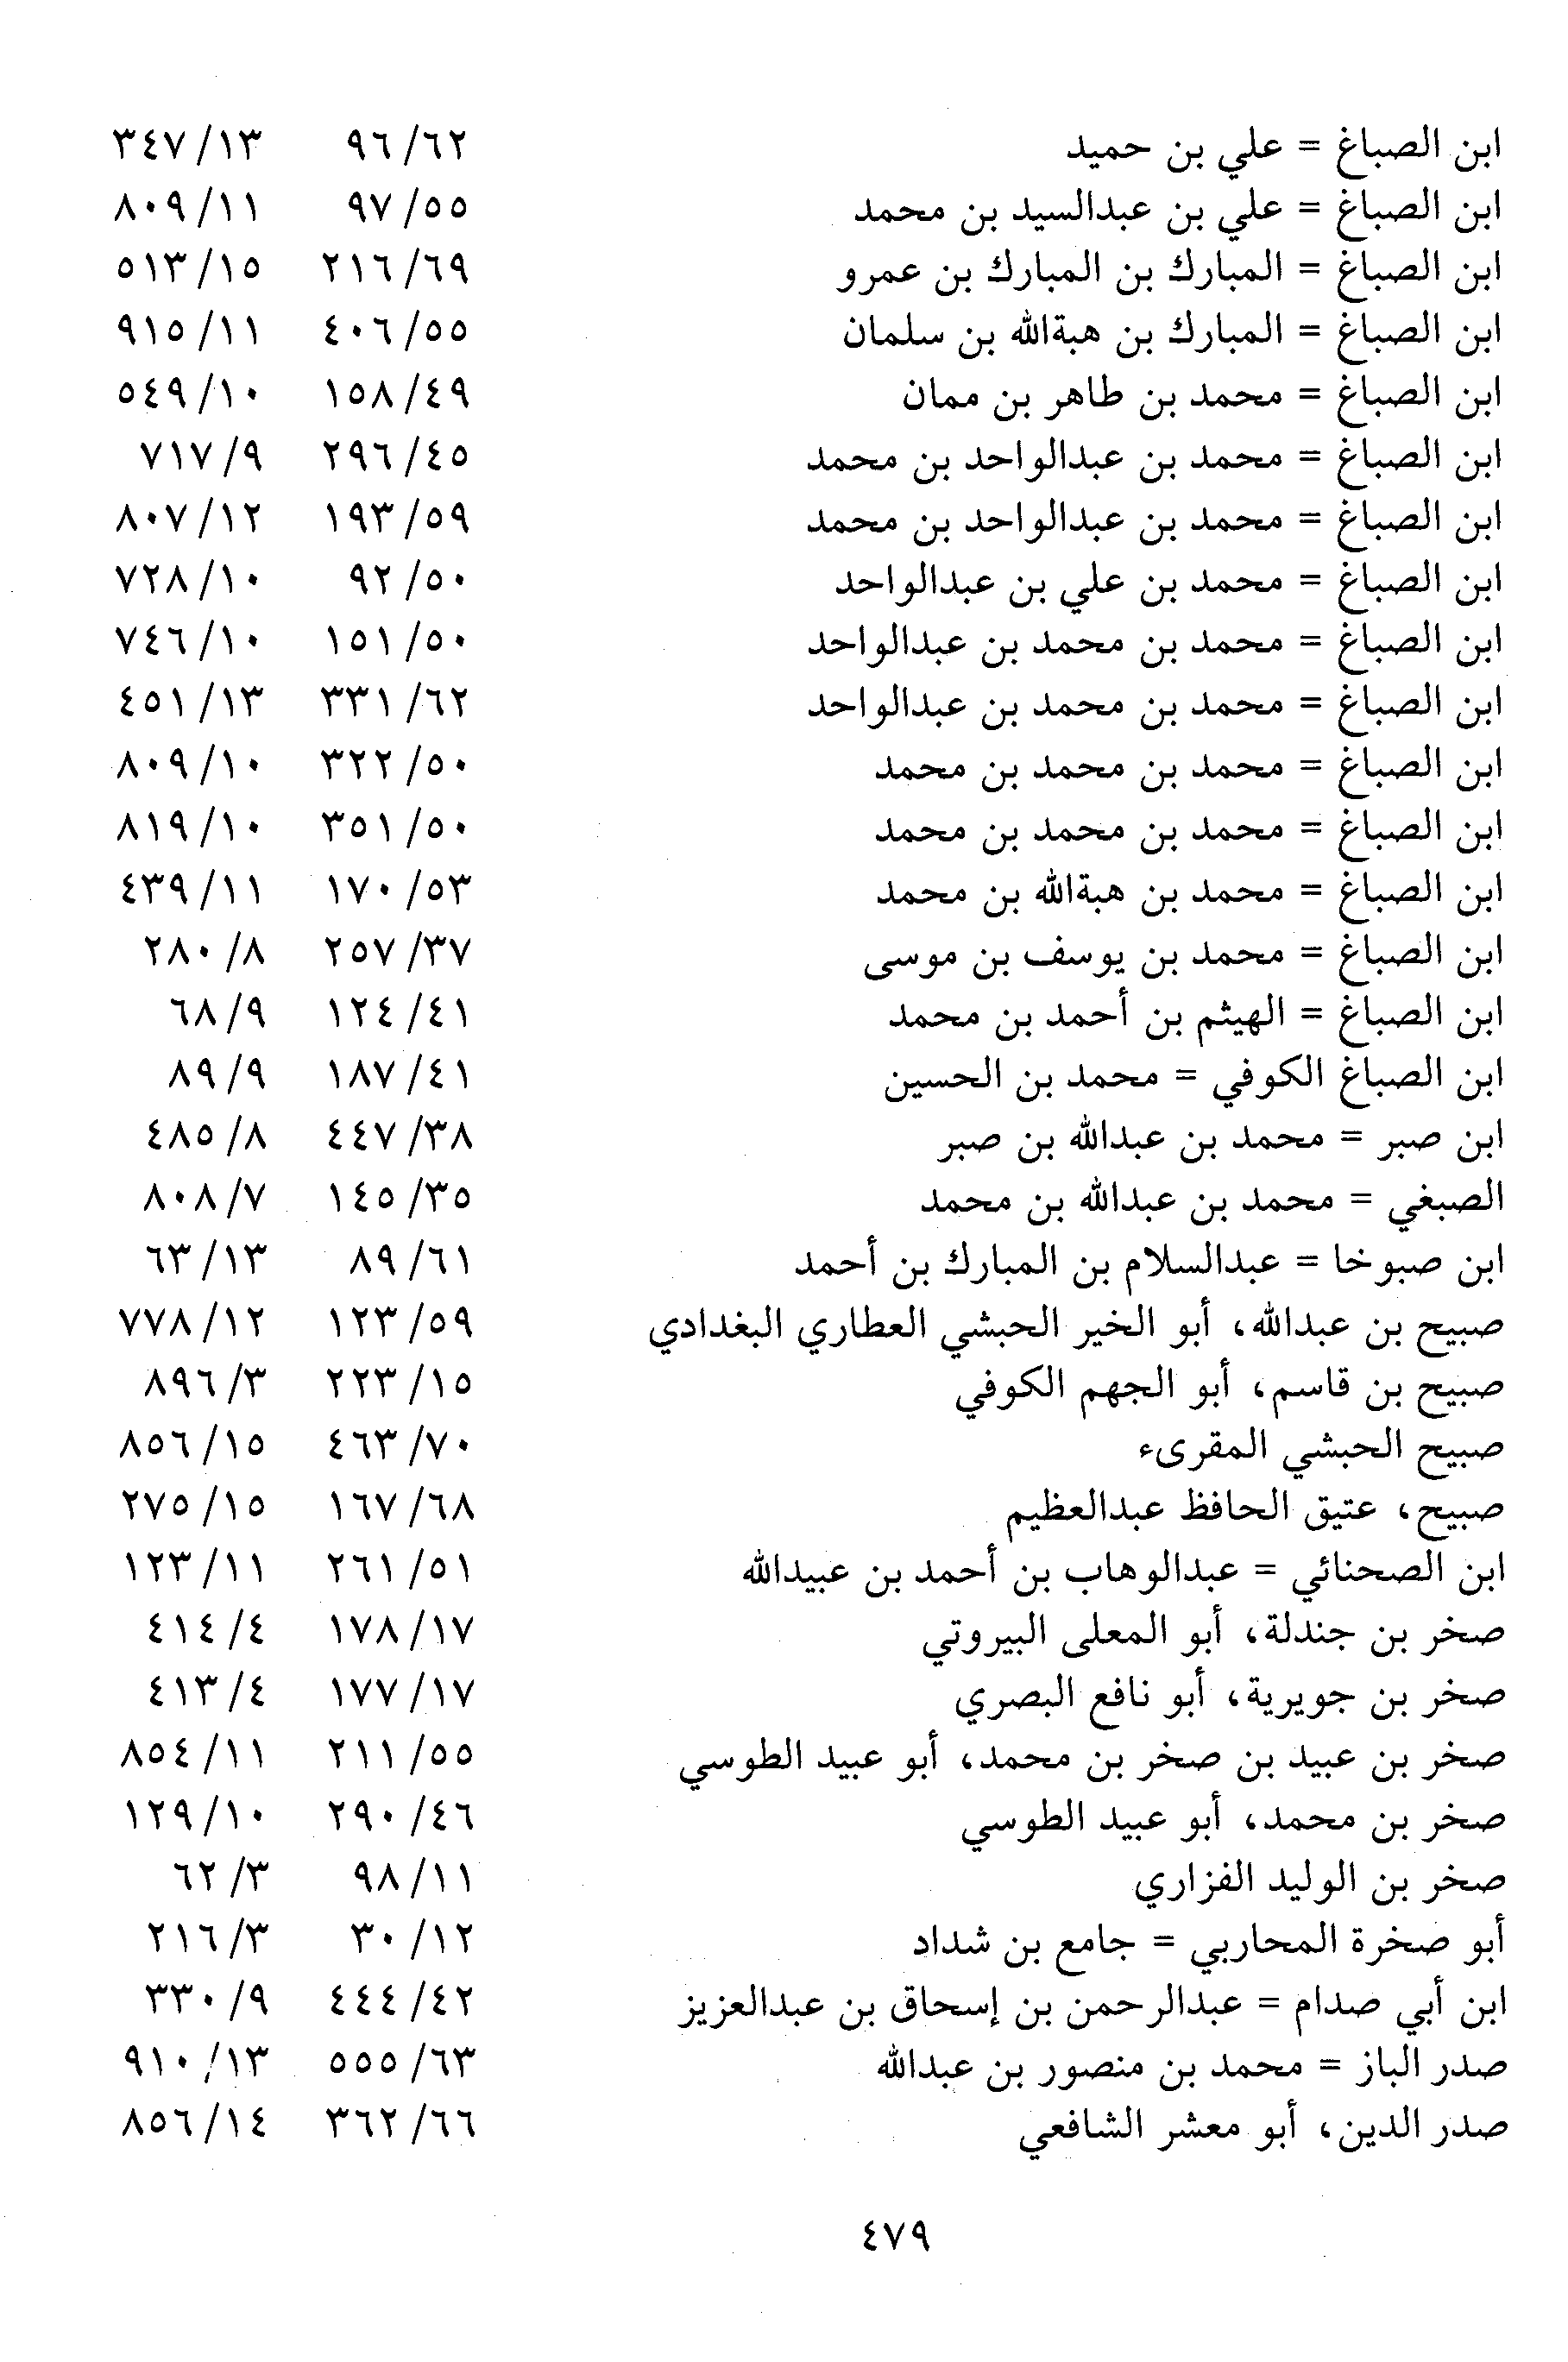 ابن الصباغ = علي بن حميد ٩٦/٦٢ ٣٤٧/١٣
ابن الصباغ = علي بن عبدالسيد بن محمد ٩٧/٥٥ ٨٠٩/١١
ابن الصباغ = المبارك بن المبارك بن عمرو ٢١٦/٦٩ ٥١٣/١٥
ابن الصباغ = المبارك بن هبةالله بن سلمان ٤٠٦/٥٥ ٩١٥/١١
ابن الصباغ = محمد بن طاهر بن ممان ١٥٨/٤٩ ٥٤٩/١٠
ابن الصباغ = محمد بن عبدالواحد بن محمد ٢٩٦/٤٥ ٧١٧/٩
ابن الصباغ = محمد بن عبدالواحد بن محمد ١٩٣/٥٩ ٨٠٧/١٢
ابن الصباغ = محمد بن علي بن عبدالواحد ٩٢/٥٠ ٧٢٨/١٠
ابن الصباغ = محمد بن محمد بن عبدالواحد ١٥١/٥٠ ٧٤٦/١٠
ابن الصباغ = محمد بن محمد بن عبدالواحد ٣٣١/٦٢ ٤٥١/١٣
ابن الصباغ = محمد بن محمد بن محمد ٣٢٢/٥٠ ٨٠٩/١٠
ابن الصباغ = محمد بن محمد بن محمد ٣٥١/٥٠ ٨١٩/١٠
ابن الصباغ = محمد بن هبةالله بن محمد ١٧٠/٥٣ ٤٣٩/١١
ابن الصباغ = محمد بن يوسف بن موسى ٢٥٧/٣٧ ٢٨٠/٨
ابن الصباغ = الهيثم بن أحمد بن محمد ١٢٤/٤١ ٦٨/٩
ابن الصباغ الكوفي = محمد بن الحسين ١٨٧/٤١ ٨٩/٩
ابن صبر = محمد بن عبدالله بن صبر ٤٤٧/٣٨ ٤٨٥/٨
الصبغي = محمد بن عبدالله بن محمد ١٤٥/٣٥ ٨٠٨/٧
ابن صبوخا = عبدالسلام بن المبارك بن أحمد ٨٩/٦١ ٦٣/١٣
صبيح بن عبدالله، أبو الخير الحبشي العطاري البغدادي ١٢٣/٥٩ ٧٧٨/١٢
صبيح بن قاسم، أبو الجهم الكوفي ٢٢٣/١٥ ٨٩٦/٣
صبيح الحبشي المقرىء ٤٦٣/٧٠ ٨٥٦/١٥
صبيح، عتيق الحافظ عبدالعظيم ١٦٧/٦٨ ٢٧٥/١٥
ابن الصحنائي = عبدالوهاب بن أحمد بن عبيدالله ٢٦١/٥١ ١٢٣/١١
صخر بن جندلة، أبو المعلى البيروتي ١٧٨/١٧ ٤١٤/٤
صخر بن جويرية، أبو نافع البصري ١٧٧/١٧ ٤١٣/٤
صخر بن عبيد بن صخر بن محمد، أبو عبيد الطوسي ٢١١/٥٥ ٨٥٤/١١
صخر بن محمد، أبو عبيد الطوسي ٢٩٠/٤٦ ١٢٩/١٠
صخر بن الوليد الفزاري ٩٨/١١ ٦٢/٣
أبو صخرة المحاربي = جامع بن شداد ٣٠/١٢ ٢١٦/٣
ابن أبي صدام = عبدالرحمن بن إسحاق بن عبدالعزيز ٤٤٤/٤٢ ٣٣٠/٩
صدر الباز = محمد بن منصور بن عبدالله ٥٥٥/٦٣ ٩١٠/١٣
صدر الدين، أبو معشر الشافعي ٣٦٢/٦٦ ٨٥٦/١٤
٤٧٩